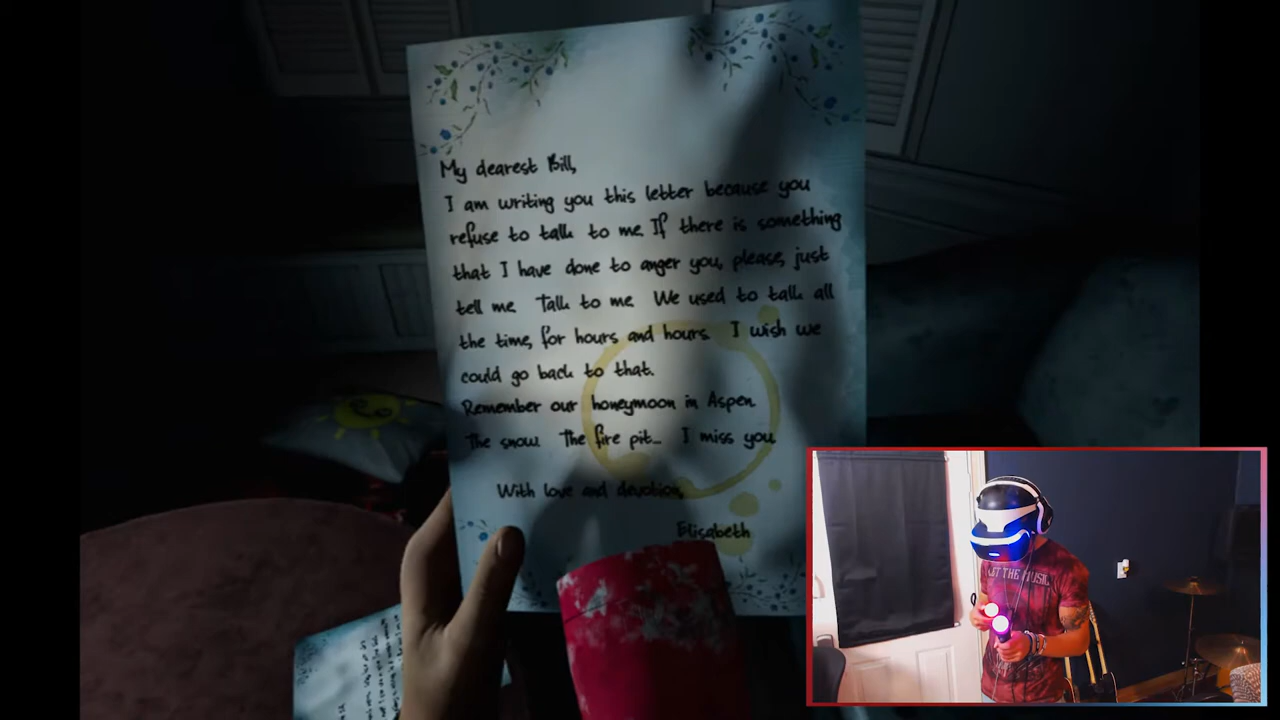 My dearest Bill,
I am writing you this letter because you
refuse to talk to me. If there is something
that I have done to anger you, please, just
tell me. Talk to me. We used to talk all
the time, for hours and hours. I wish we
could go back to that.
Remember our honeymoon in Aspen.
The snow. The fire pit... I miss you.
With love and devotion,
Elisabeth
LET THE MUSIC